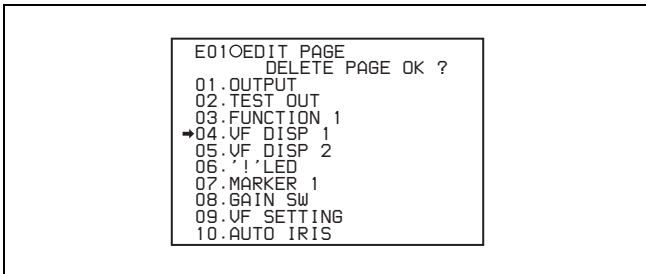 E01○EDIT PAGE
DELETE PAGE OK ?
01.OUTPUT
02.TEST OUT
03.FUNCTION 1
➡04.VF DISP 1
05.VF DISP 2
06.'!'LED
07.MARKER 1
08.GAIN SW
09.VF SETTING
10.AUTO IRIS